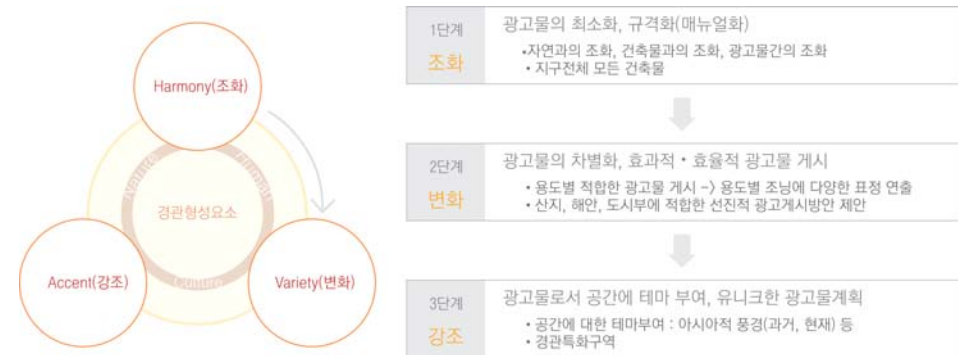 Harmony(조화)
경관형성요소
Culture
Accent(강조)
Variety(변화)
1단계
조화
광고물의 최소화, 규격화(매뉴얼화)
•자연과의 조화, 건축물과의 조화, 광고물간의 조화
• 지구전체 모든 건축물
2단계
변화
광고물의 차별화, 효과적・효율적 광고물 게시
• 용도별 적합한 광고물 게시 -> 용도별 조닝에 다양한 표정 연출
• 산지, 해안, 도시부에 적합한 선진적 광고게시방안 제안
3단계
강조
광고물로서 공간에 테마 부여, 유니크한 광고물계획
• 공간에 대한 테마부여 : 아시아적 풍경(과거, 현재) 등
• 경관특화구역